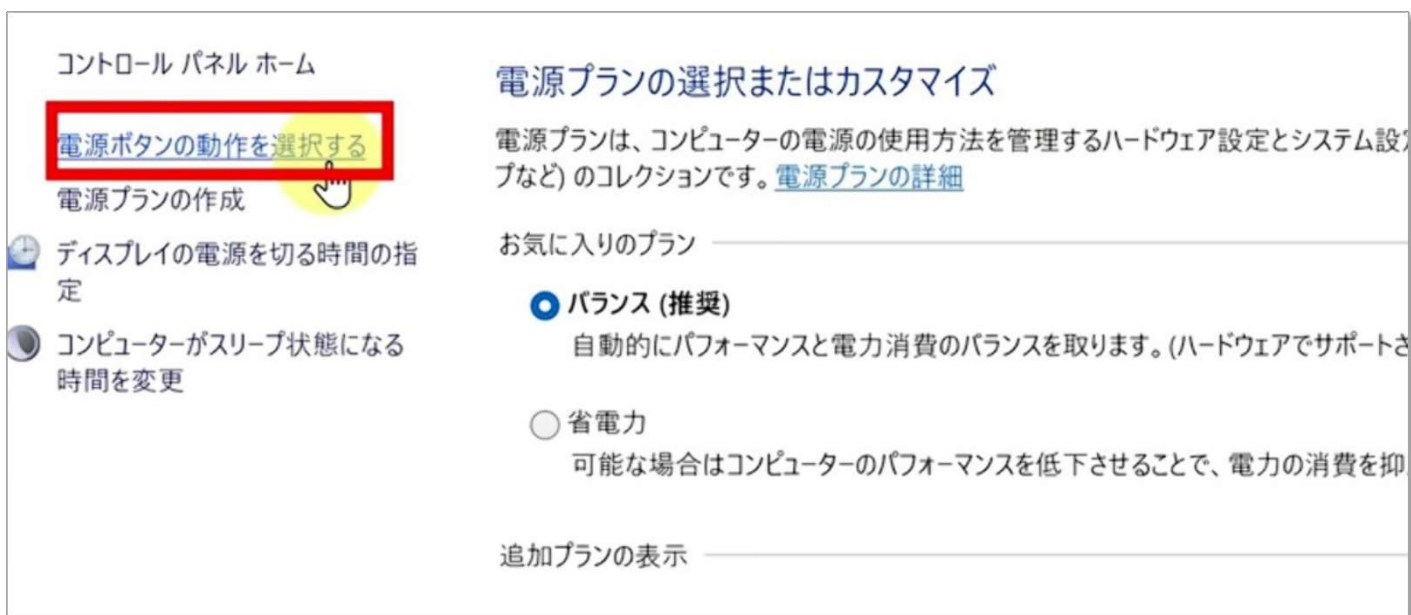 コントロール パネル ホーム
電源ボタンの動作を選択する
電源プランの作成
ディスプレイの電源を切る時間の指
定
コンピューターがスリープ状態になる
時間を変更
電源プランの選択またはカスタマイズ
電源プランは、コンピューターの電源の使用方法を管理するハードウェア設定とシステム設
プなど) のコレクションです。電源プランの詳細
お気に入りのプラン
バランス (推奨)
自動的にパフォーマンスと電力消費のバランスを取ります。(ハードウェアでサポートさ
省電力
可能な場合はコンピューターのパフォーマンスを低下させることで、電力の消費を抑
追加プランの表示